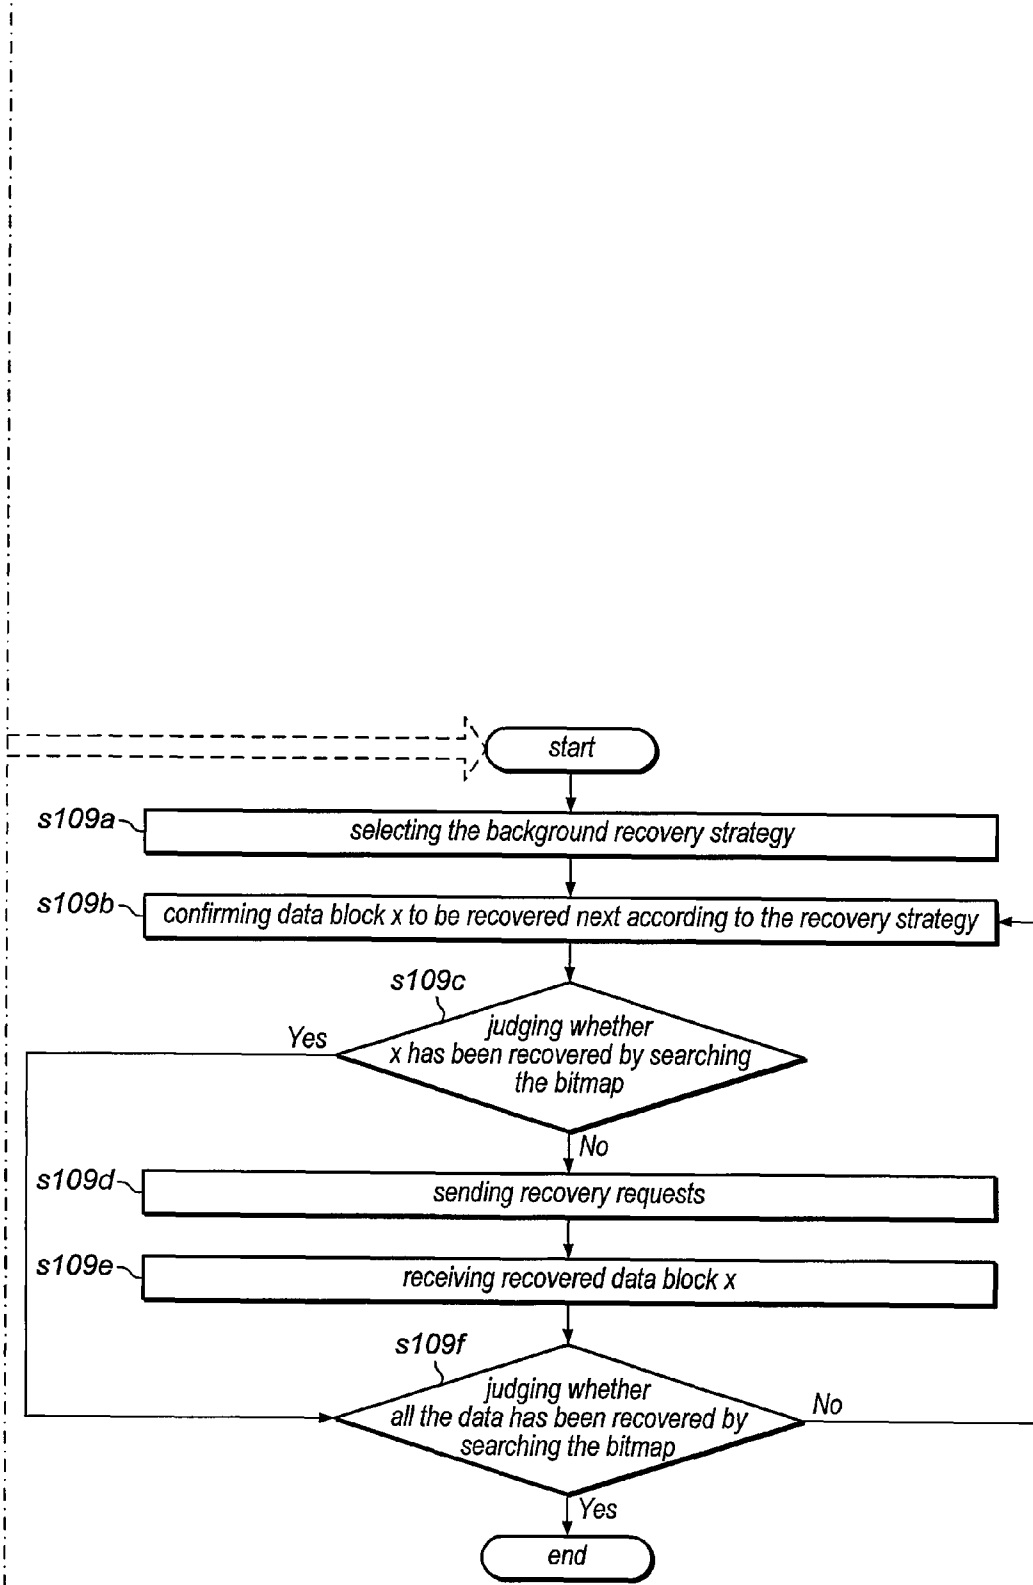 start
s109a
selecting the background recovery strategy
s109b
confirming data block x to be recovered next according to the recovery strategy
s109c
judging whether
x has been recovered by searching
the bitmap
Yes
No
s109d
sending recovery requests
s109e
receiving recovered data block x
s109f
judging whether
all the data has been recovered by
searching the bitmap
No
Yes
end